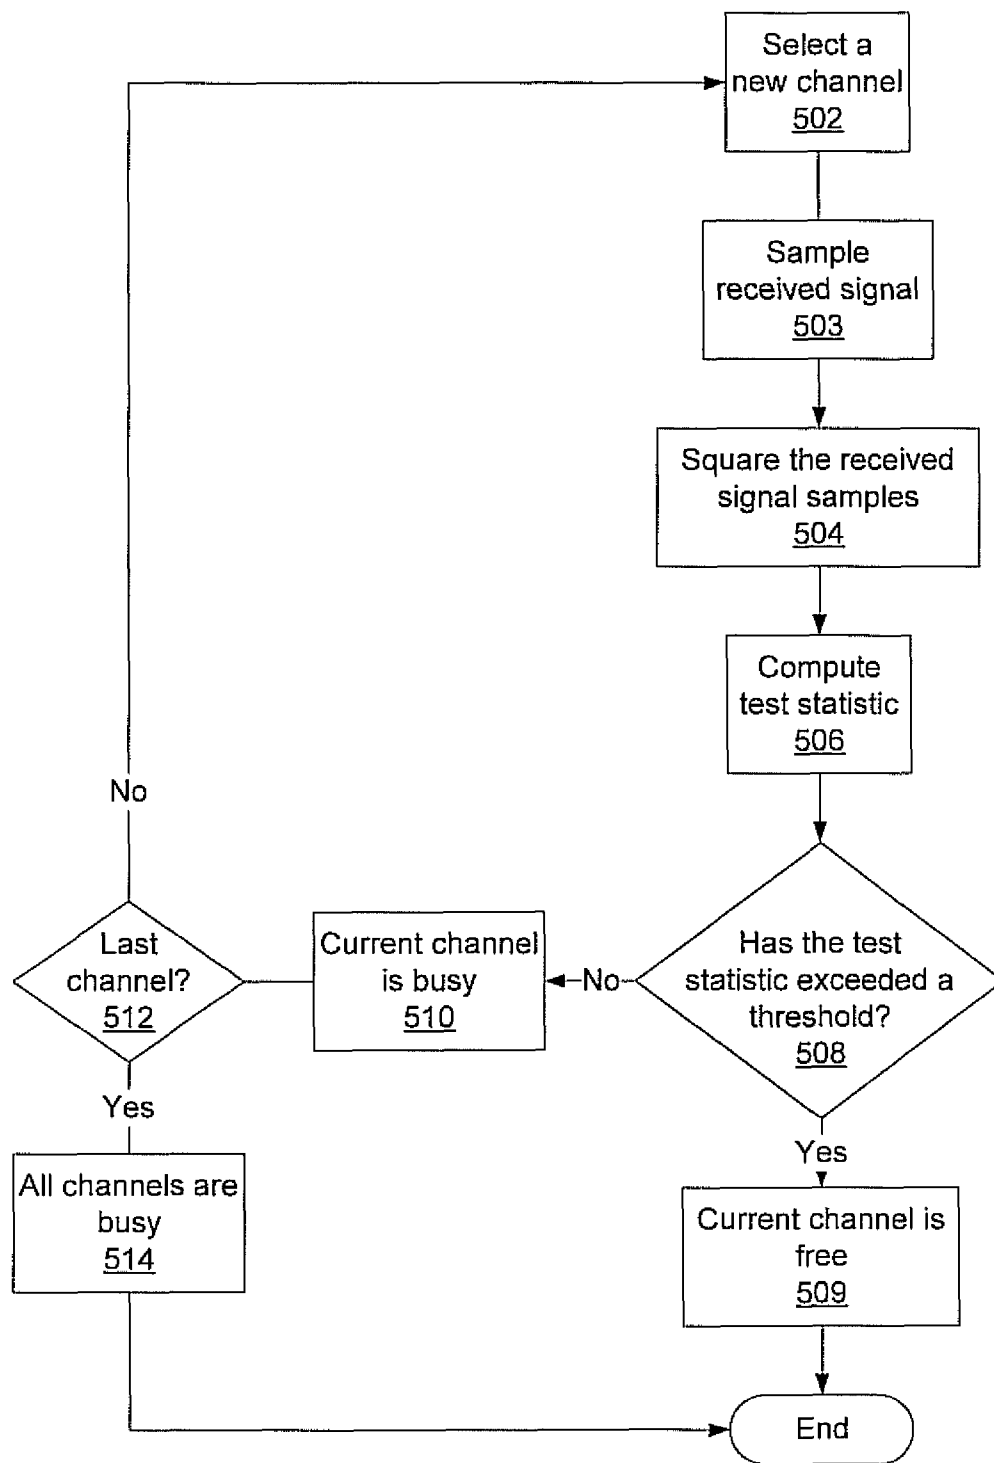 Select a
new channel
502
Sample
received signal
503
Square the received
signal samples
504
Compute
test statistic
506
Has the test
statistic exceeded a
threshold?
508
No
Current channel
is busy
510
Last
channel?
512
No
Yes
All channels are
busy
514
Yes
Current channel is
free
509
End